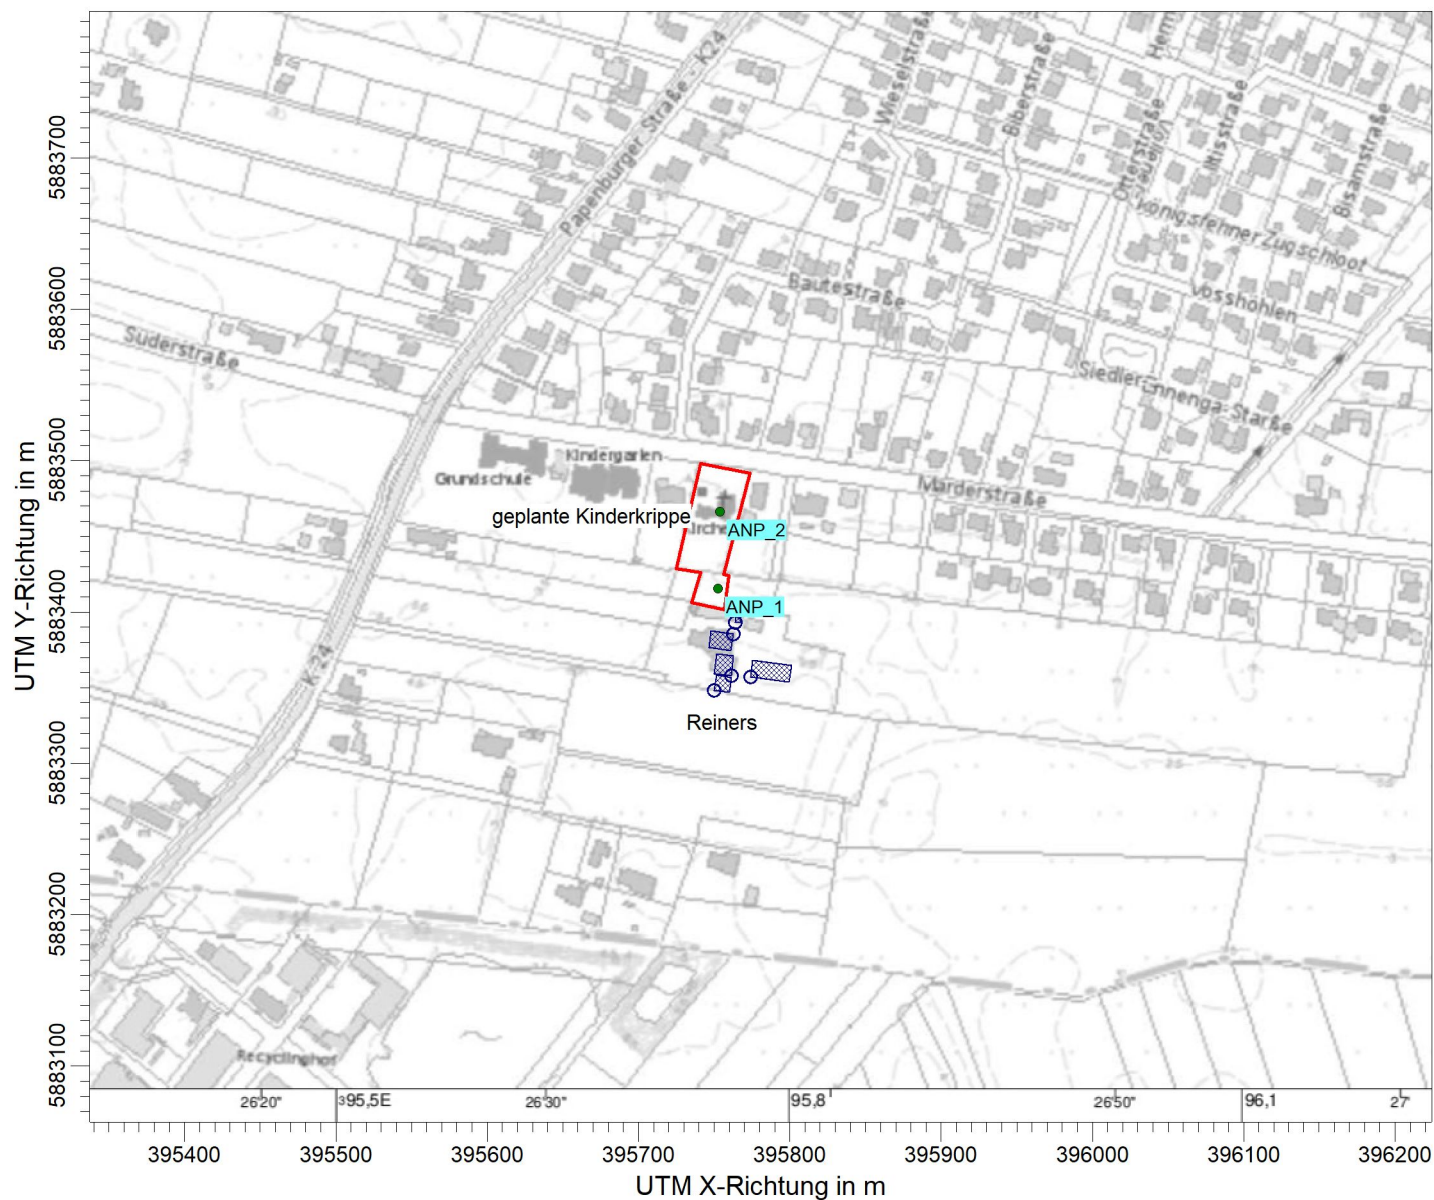 UTM Y-Richtung in m
5883700
5883600
5883500
5883400
5883300
5883200
5883100
Papenburger Straße - K24
Wieselstraße
Biberstraße
Otterstraße
Iltisstraße
Bisamstraße
Königsfehner Zugschloot
Vosshöhlen
Bautestraße
Süderstraße
Siedler-Ennenga-Starße
Kindergarten
Grundschule
Marderstraße
geplante Kinderkrippe
ANP_2
ANP_1
K 24
Reiners
Recyclinghof
26'20"
395,5E
26'30"
95,8
26'50"
96,1
27'
395400
395500
395600
395700
395800
395900
396000
396100
396200
UTM X-Richtung in m